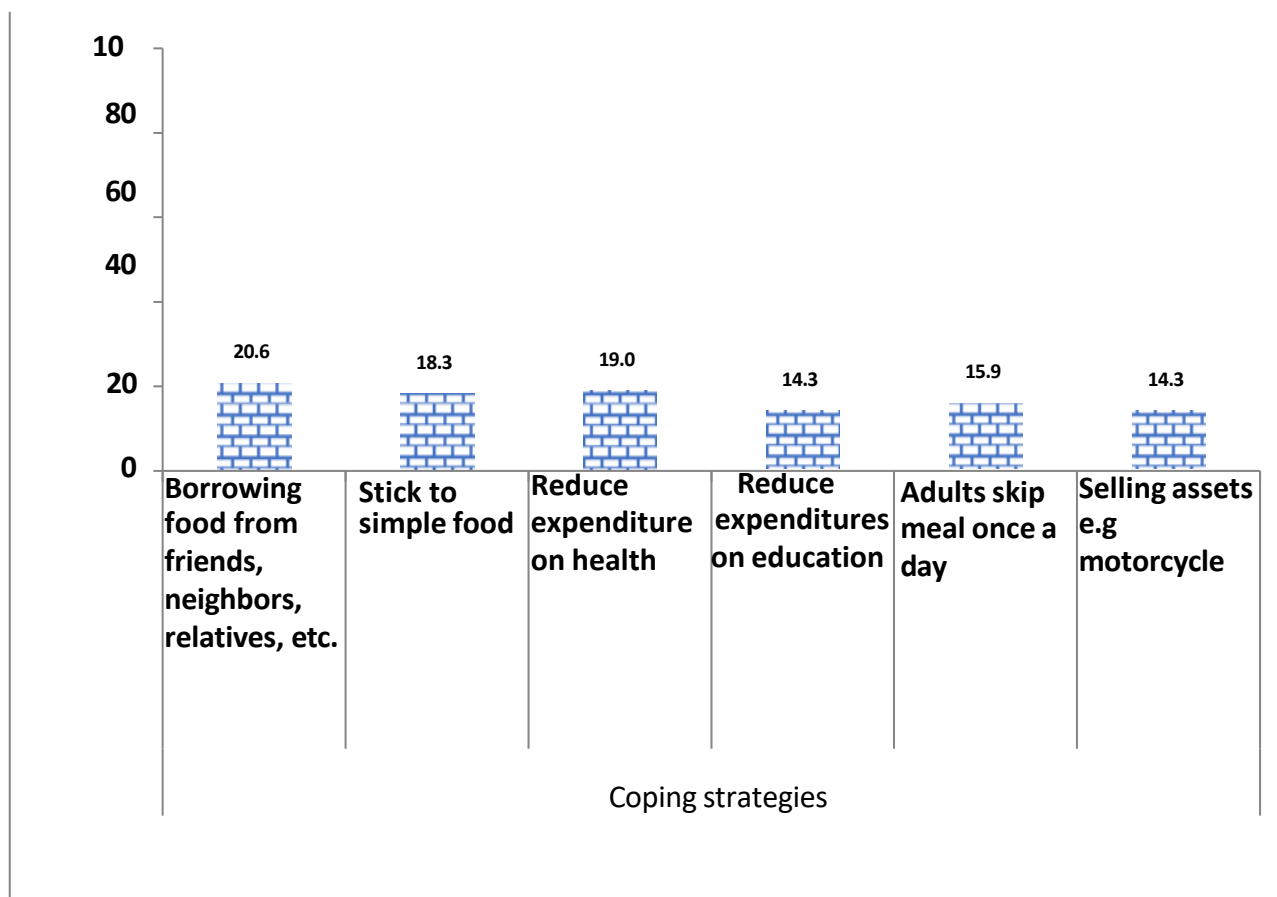 10
80
60
40
20
0
20.6
18.3
19.0
14.3
15.9
14.3
Borrowing
food from
friends,
neighbors,
relatives, etc.
Stick to
simple food
Reduce
expenditure
on health
Reduce
expenditures
on education
Adults skip
meal once a
day
Selling assets
e.g
motorcycle
Coping strategies